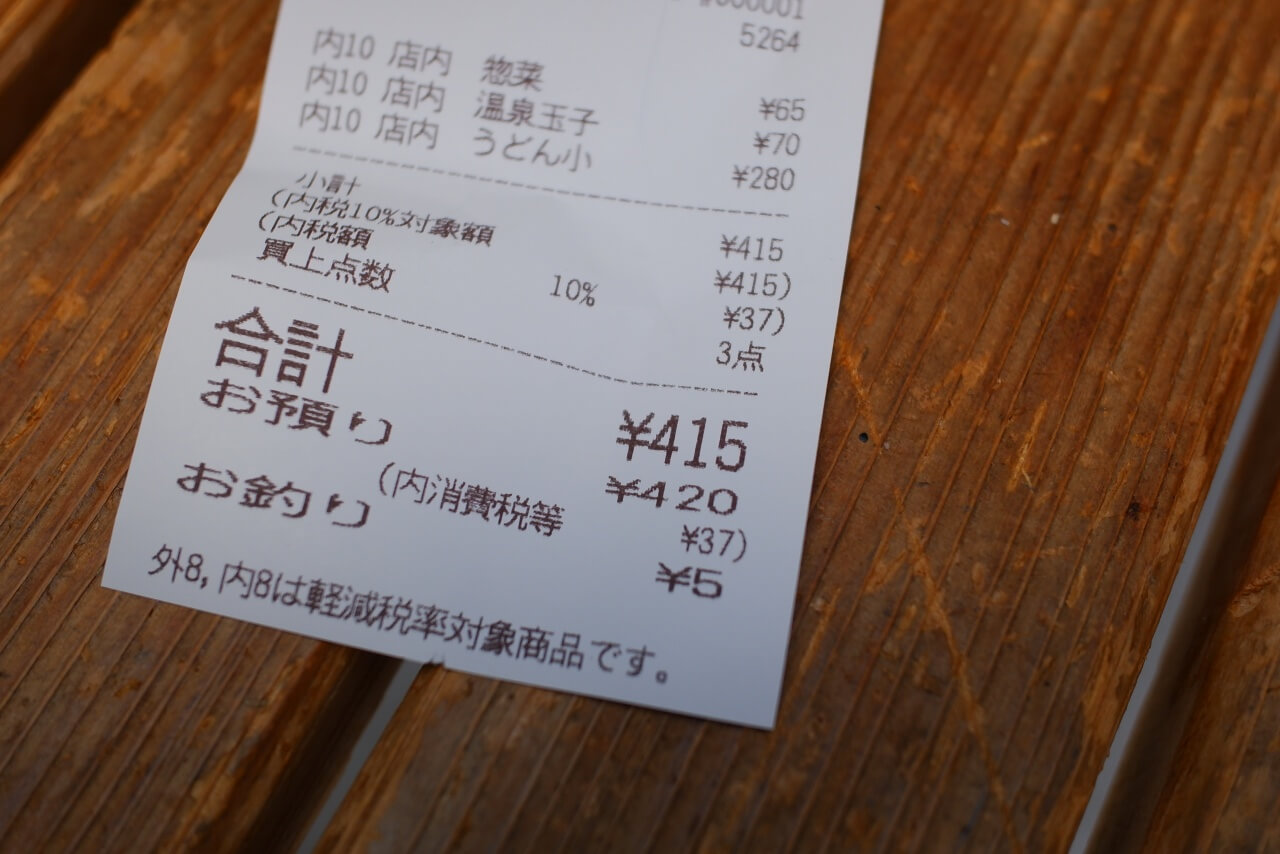 000001
5264
内10 店内 惣菜 ¥65
内10 店内 温泉玉子 ¥70
内10 店内 うどん小 ¥280
小計 ¥415
(内税10%対象額 ¥415)
(内税額 10% ¥37)
買上点数 3点
合計 ¥415
お預り ¥420
(内消費税等 ¥37)
お釣り ¥5
外8, 内8は軽減税率対象商品です。